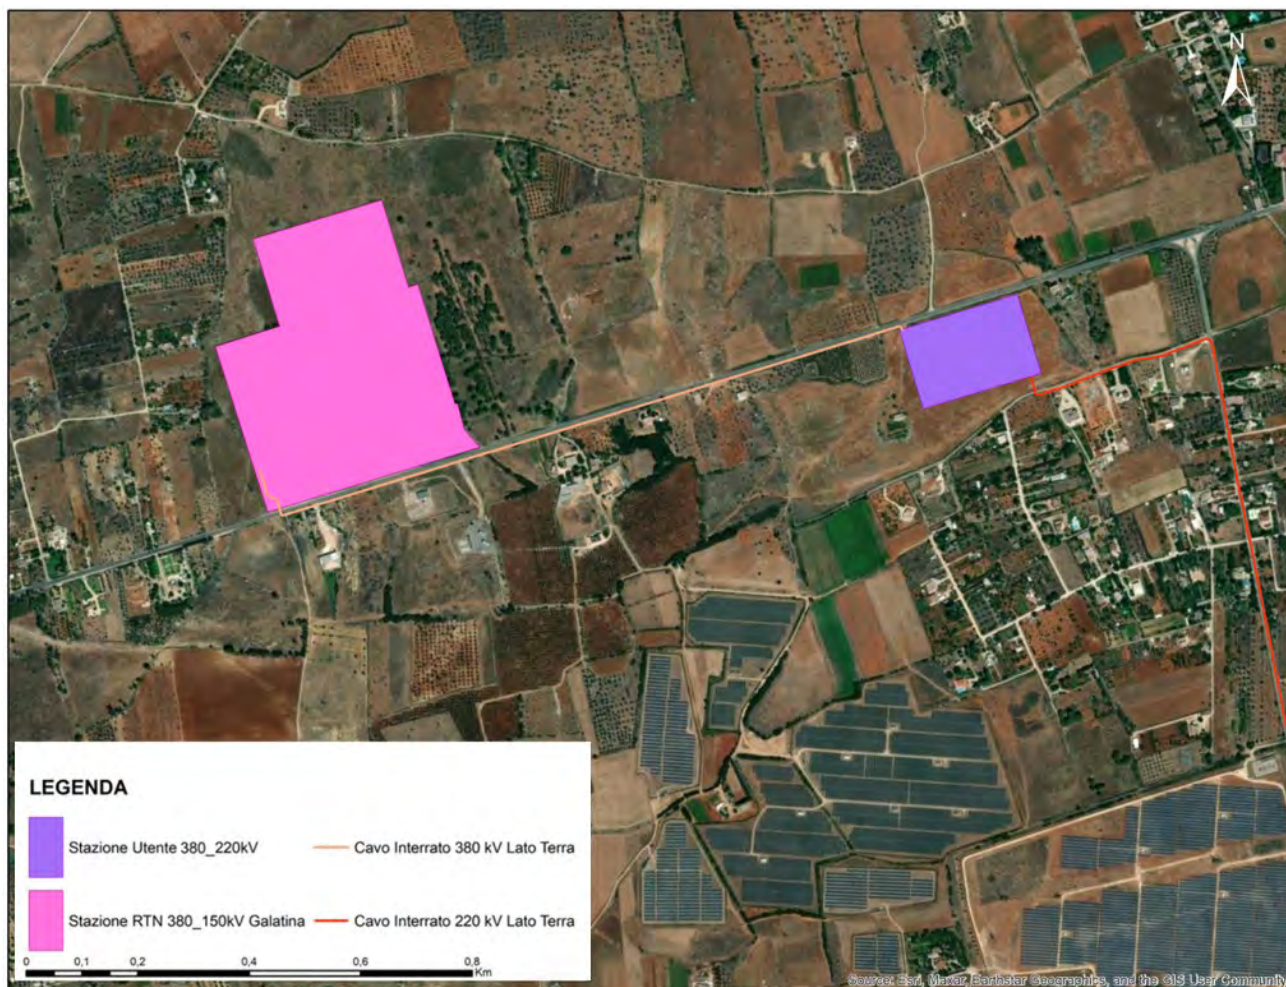 N
LEGENDA
Stazione Utente 380_220kV
Cavo Interrato 380 kV Lato Terra
Stazione RTN 380_150kV Galatina
Cavo Interrato 220 kV Lato Terra
0 0,1 0,2 0,4 0,6 0,8
Km
Source: Esri, Maxar, Earthstar Geographics, and the GIS User Community